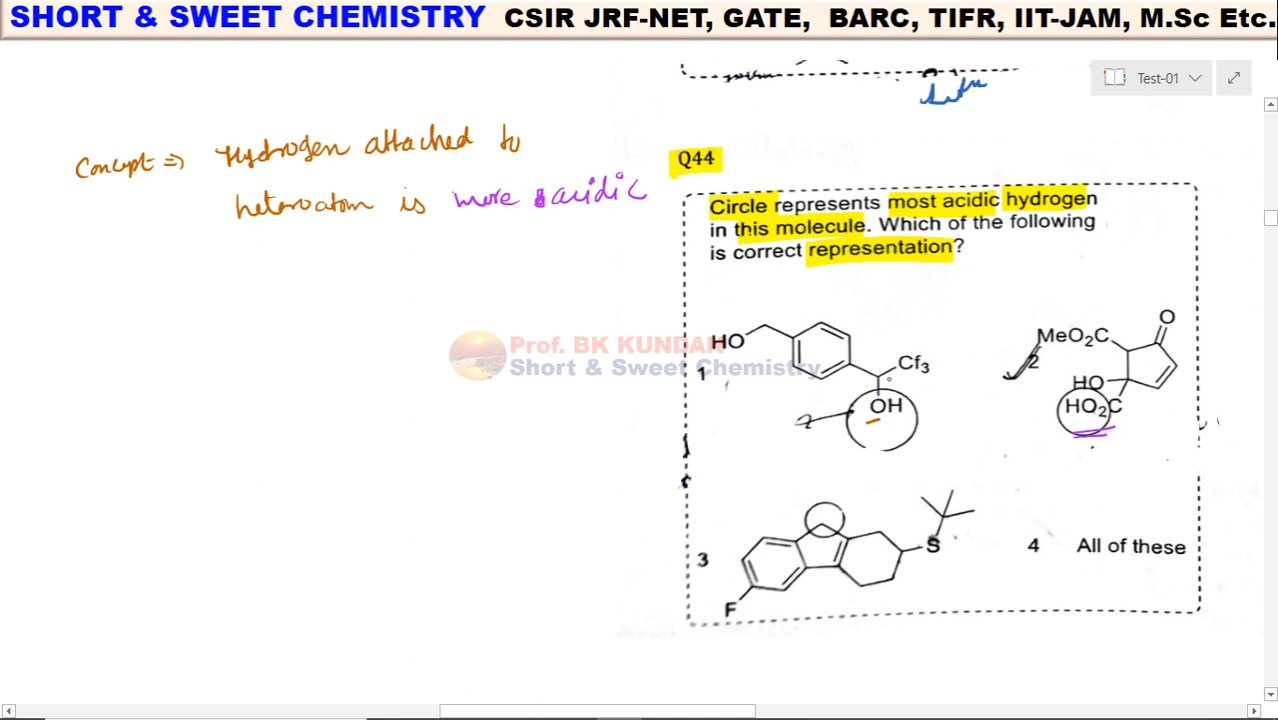 SHORT & SWEET CHEMISTRY CSIR JRF-NET, GATE, BARC, TIFR, IIT-JAM, M.Sc Etc.
Test-01
Concept ⇒ Hydrogen attached to
heteroatom is more acidic
Q44
Circle represents most acidic hydrogen
in this molecule. Which of the following
is correct representation?
HO
Cf3
OH
1
MeO2C
O
2
HO
HO2C
Prof. BK KUNDAN
Short & Sweet Chemistry
3
S
F
4 All of these